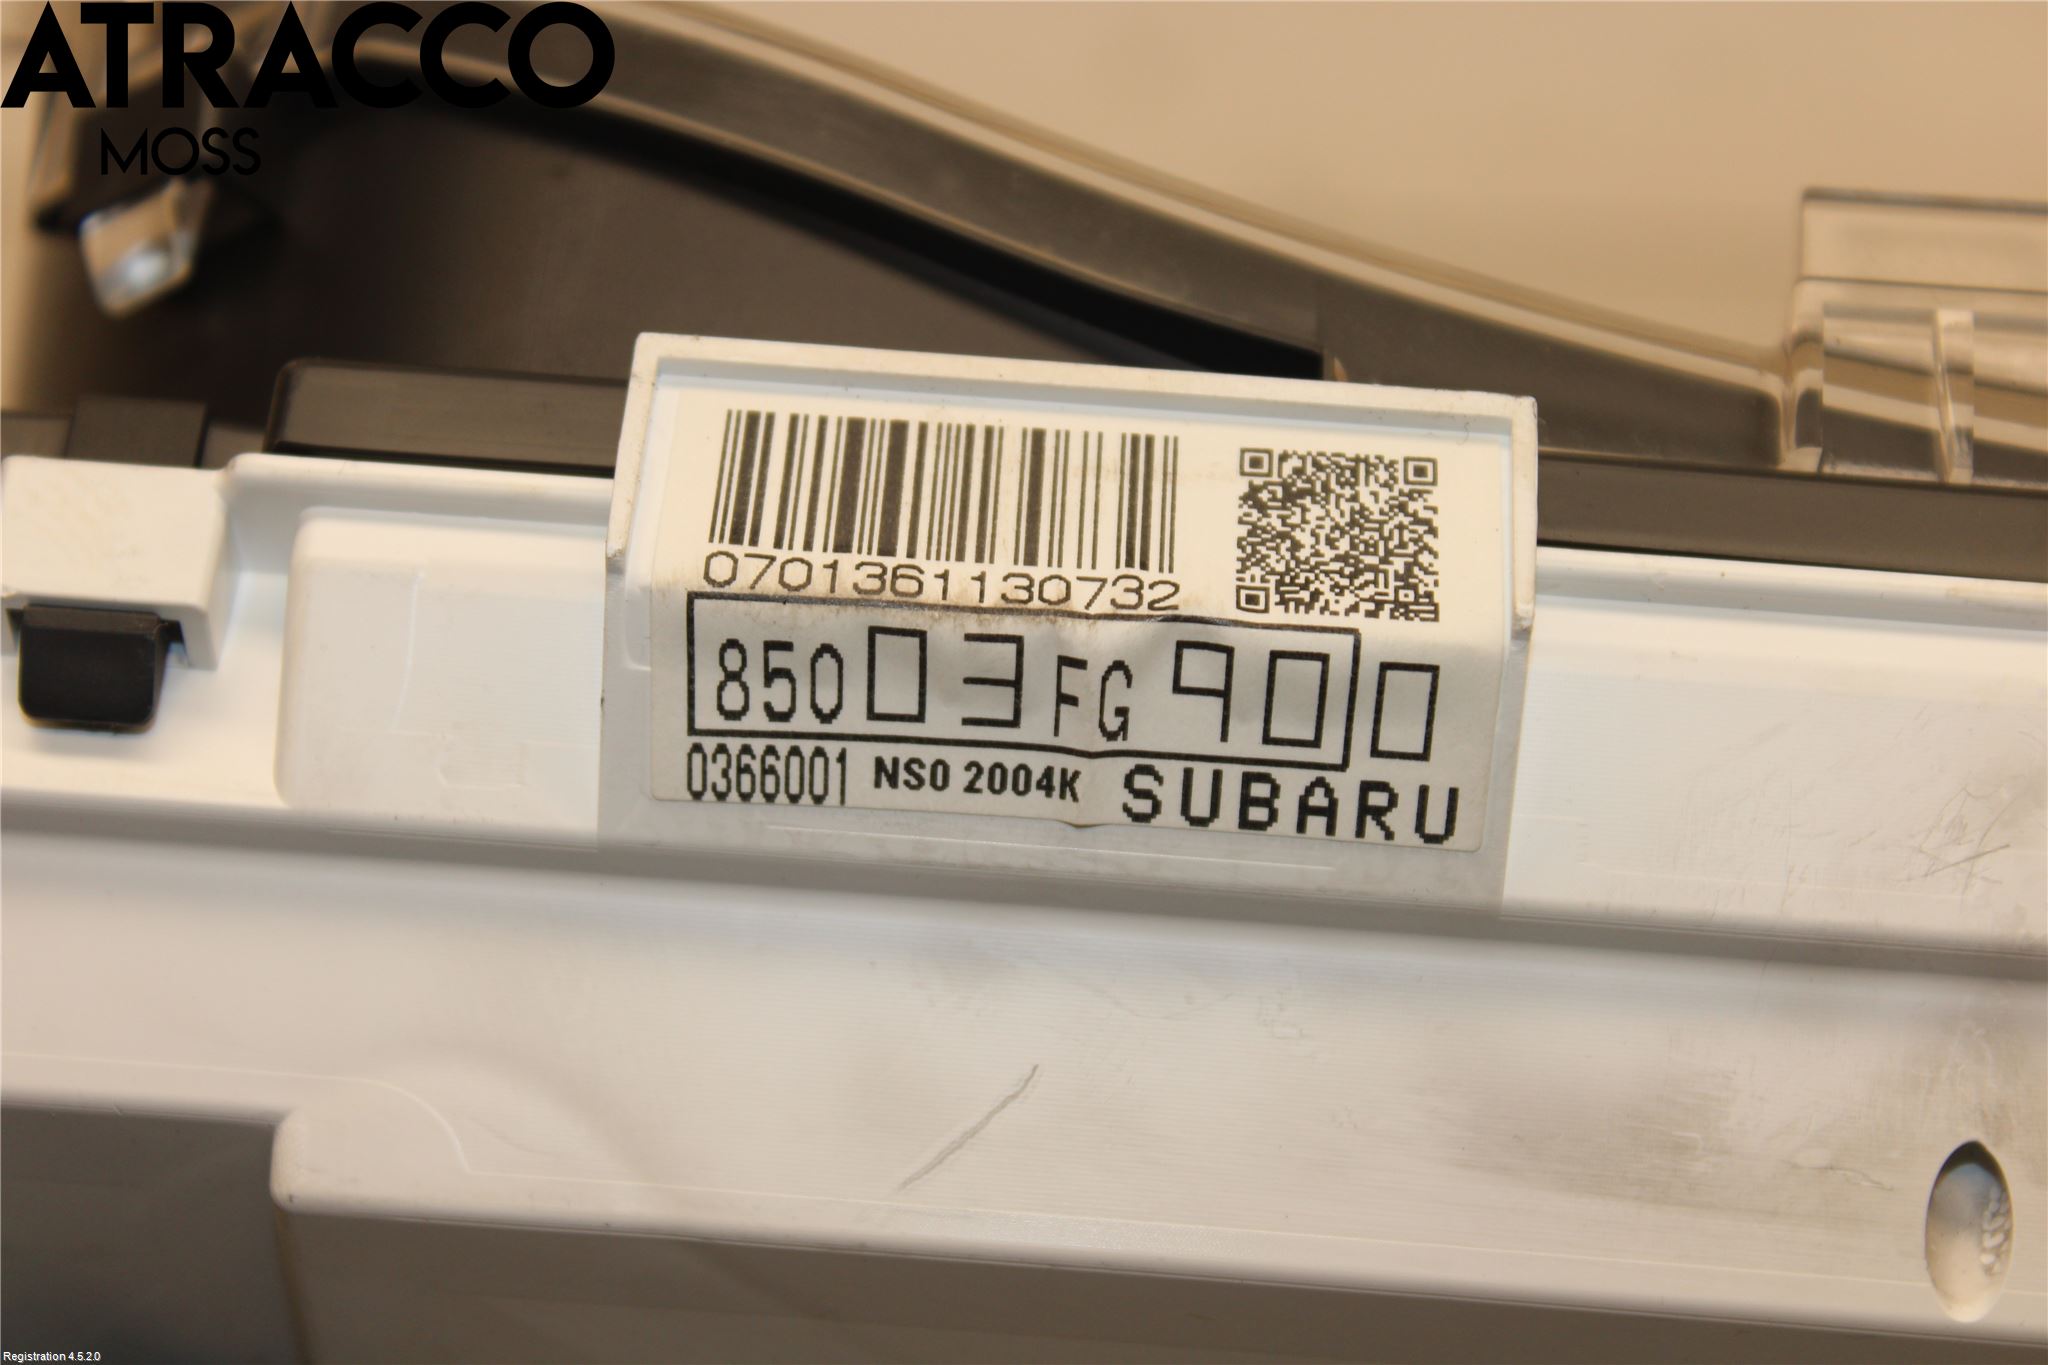 ATRACCO
MOSS
0701361130732
85003FG900
0366001 NS0 2004K SUBARU
Registration 4.5.2.0